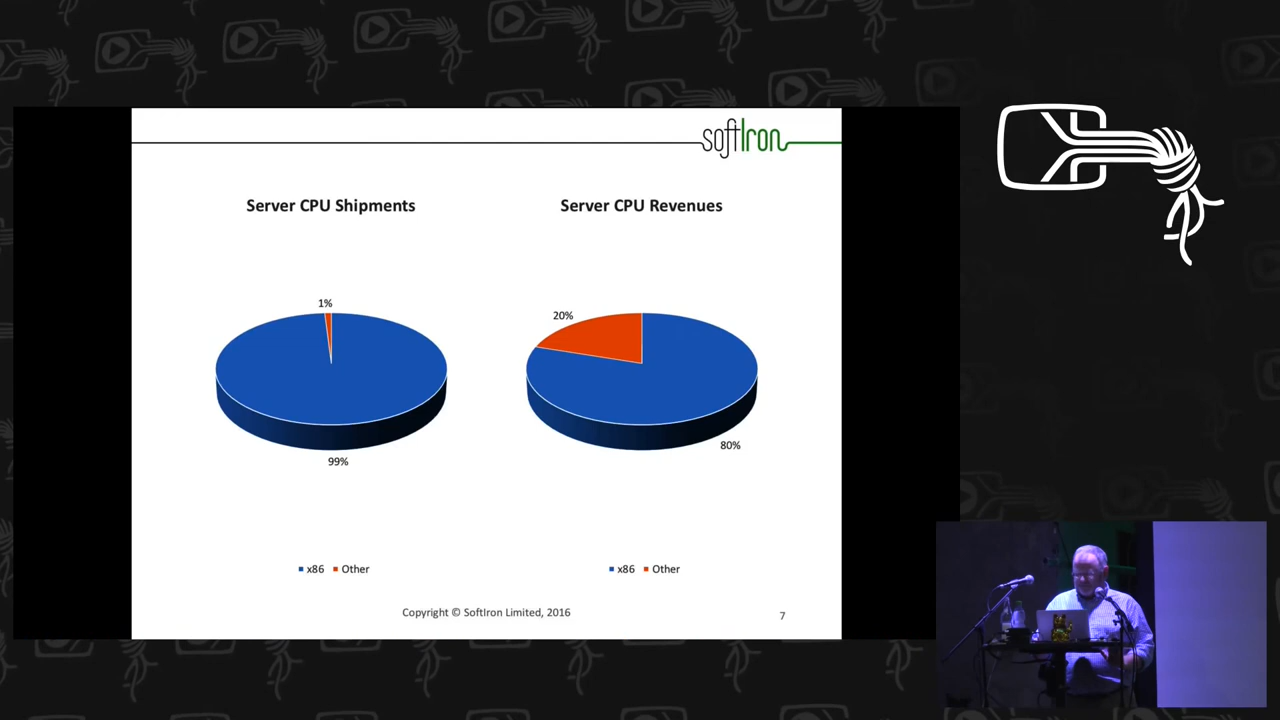 softIron
Server CPU Shipments
Server CPU Revenues
1%
99%
20%
80%
x86 Other
x86 Other
Copyright © SoftIron Limited, 2016
7